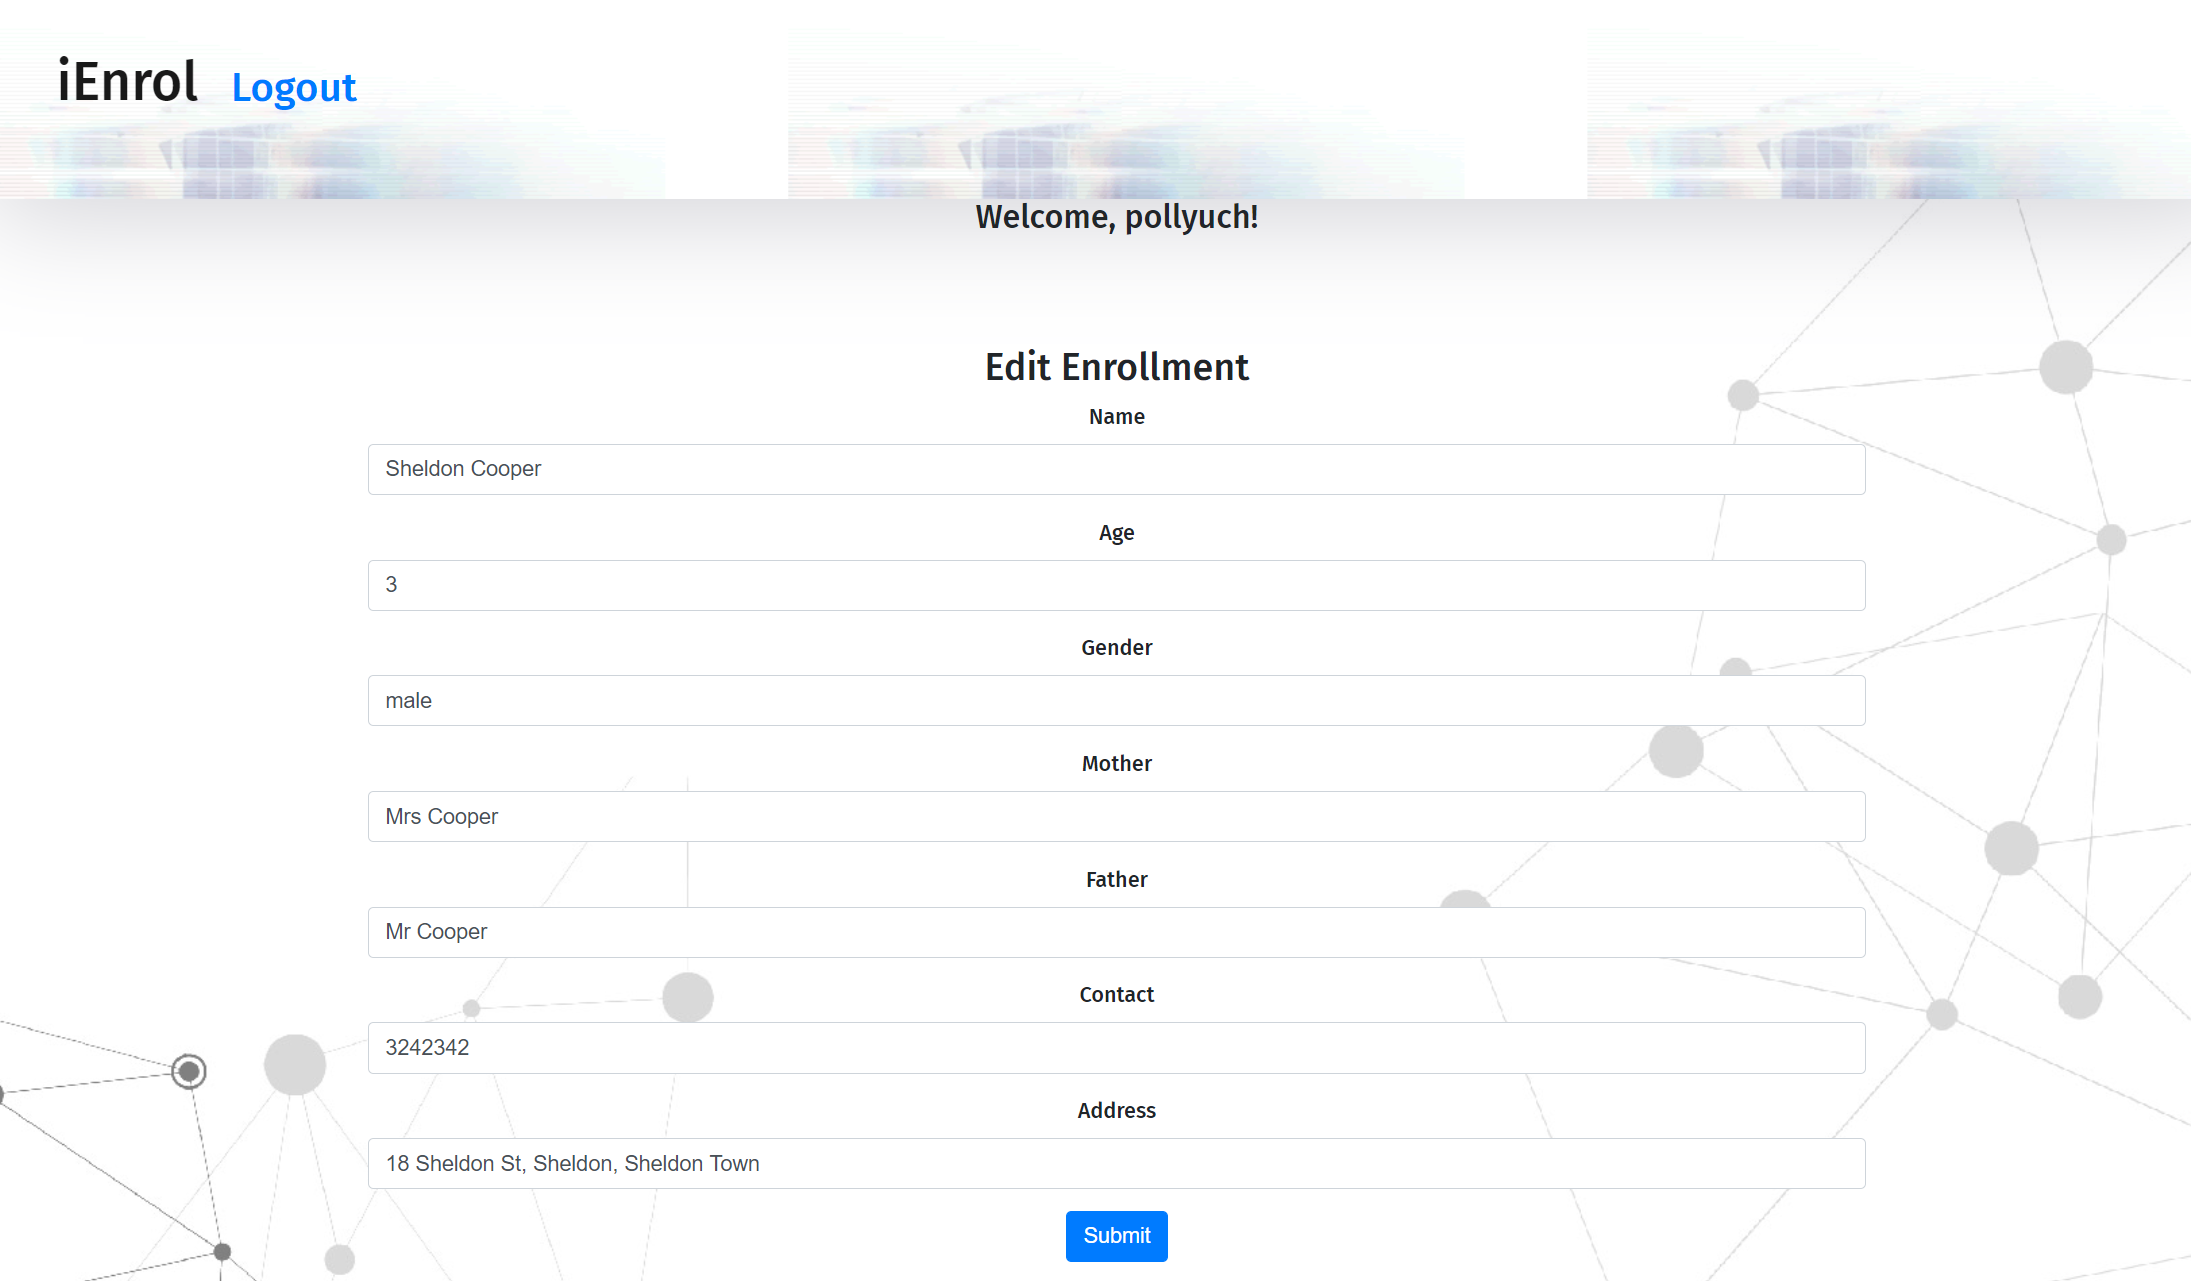 iEnrol Logout
Welcome, pollyuch!
Edit Enrollment
Name
Sheldon Cooper
Age
3
Gender
male
Mother
Mrs Cooper
Father
Mr Cooper
Contact
3242342
Address
18 Sheldon St, Sheldon, Sheldon Town
Submit